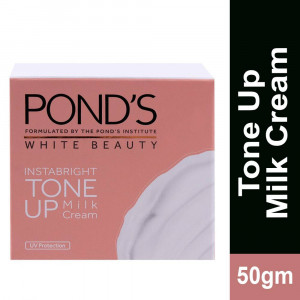 POND'S
FORMULATED BY THE POND'S INSTITUTE
WHITE BEAUTY
INSTABRIGHT
TONE
UP Milk
Cream
UV Protection
Tone Up
Milk Cream
50gm